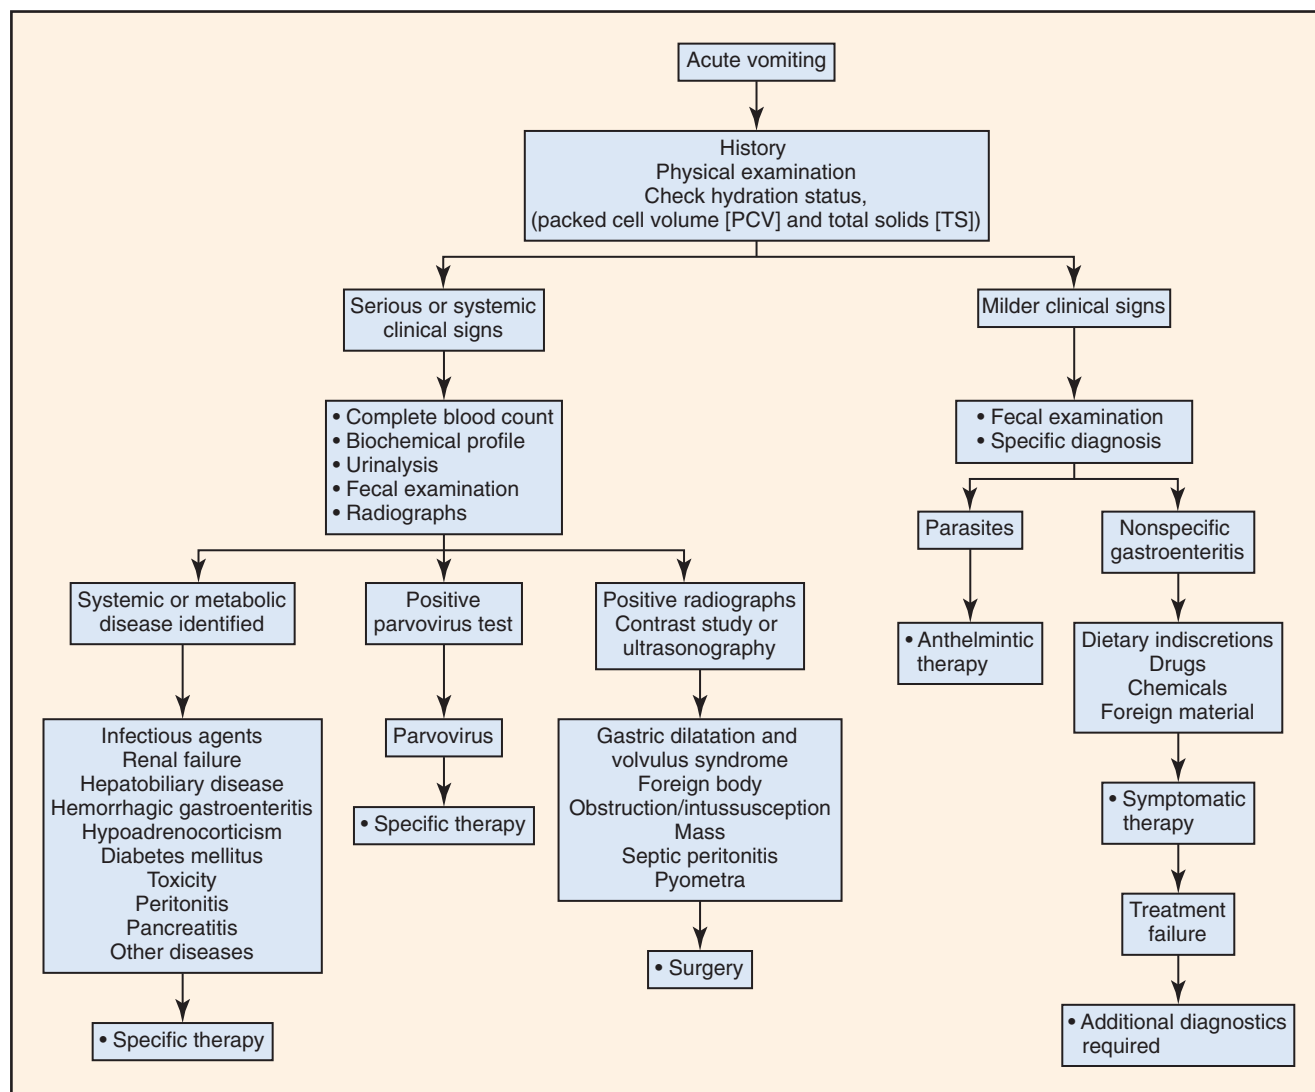 Acute vomiting
History
Physical examination
Check hydration status,
(packed cell volume [PCV] and total solids [TS])
Serious or systemic
clinical signs
Milder clinical signs
• Complete blood count
• Biochemical profile
• Urinalysis
• Fecal examination
• Radiographs
• Fecal examination
• Specific diagnosis
Parasites
Nonspecific
gastroenteritis
Systemic or metabolic
disease identified
Positive
parvovirus test
Positive radiographs
Contrast study or
ultrasonography
• Anthelmintic
therapy
Dietary indiscretions
Drugs
Chemicals
Foreign material
Infectious agents
Renal failure
Hepatobiliary disease
Hemorrhagic gastroenteritis
Hypoadrenocorticism
Diabetes mellitus
Toxicity
Peritonitis
Pancreatitis
Other diseases
Parvovirus
Gastric dilatation and
volvulus syndrome
Foreign body
Obstruction/intussusception
Mass
Septic peritonitis
Pyometra
• Specific therapy
• Symptomatic
therapy
Treatment
failure
• Surgery
• Specific therapy
• Additional diagnostics
required